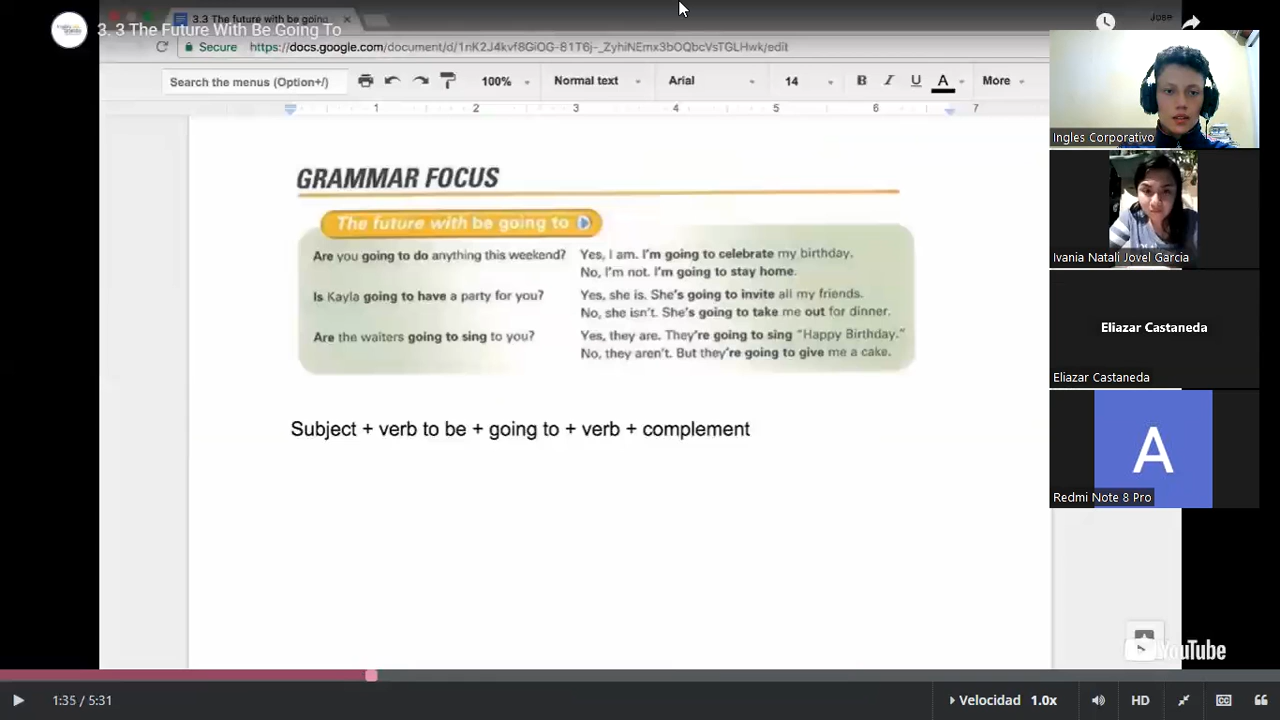 3.3 The future with be going
3. 3 The Future With Be Going To
Jose
Secure https://docs.google.com/document/d/1nK2J4kvf8GiOG-81T6j-_ZyhiNEmx3bOQbcVsTGLHwk/edit
Search the menus (Option+/) 100% Normal text Arial 14 B I U A More
1 2 3 4 5 6 7
GRAMMAR FOCUS
The future with be going to
Are you going to do anything this weekend? Yes, I am. I'm going to celebrate my birthday.
No, I'm not. I'm going to stay home.
Is Kayla going to have a party for you? Yes, she is. She's going to invite all my friends.
No, she isn't. She's going to take me out for dinner.
Are the waiters going to sing to you? Yes, they are. They're going to sing "Happy Birthday."
No, they aren't. But they're going to give me a cake.
Subject + verb to be + going to + verb + complement
Ingles Corporativo
Ivania Natali Jovel Garcia
Eliazar Castaneda
Eliazar Castaneda
A
Redmi Note 8 Pro
YouTube
1:35 / 5:31
Velocidad 1.0x HD CC